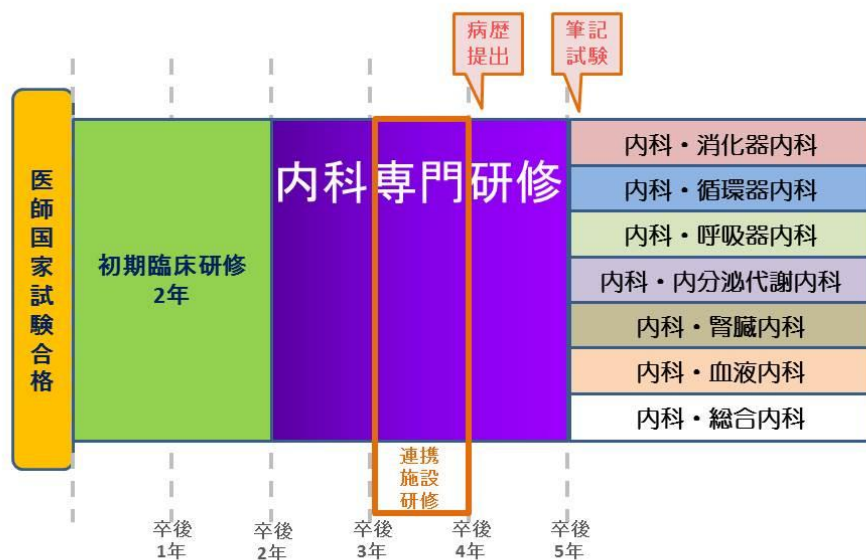 病歴
提出
筆記
試験
医師国家試験合格
初期臨床研修
2年
内科専門研修
内科・消化器内科
内科・循環器内科
内科・呼吸器内科
内科・内分泌代謝内科
内科・腎臓内科
内科・血液内科
内科・総合内科
連携
施設
研修
卒後
1年
卒後
2年
卒後
3年
卒後
4年
卒後
5年